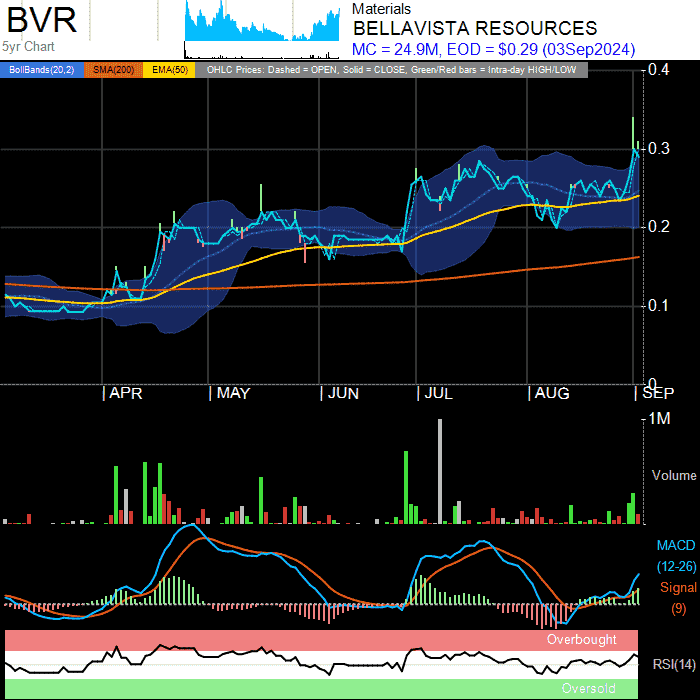 BVR
5yr Chart
Materials
BELLAVISTA RESOURCES
MC = 24.9M, EOD = $0.29 (03Sep2024)
BollBands(20,2) SMA(200) EMA(50) OHLC Prices: Dashed = OPEN, Solid = CLOSE, Green/Red bars = Intra-day HIGH/LOW
0.4
0.3
0.2
0.1
0
APR MAY JUN JUL AUG SEP
1M
Volume
MACD
(12-26)
Signal
(9)
Overbought
RSI(14)
Oversold